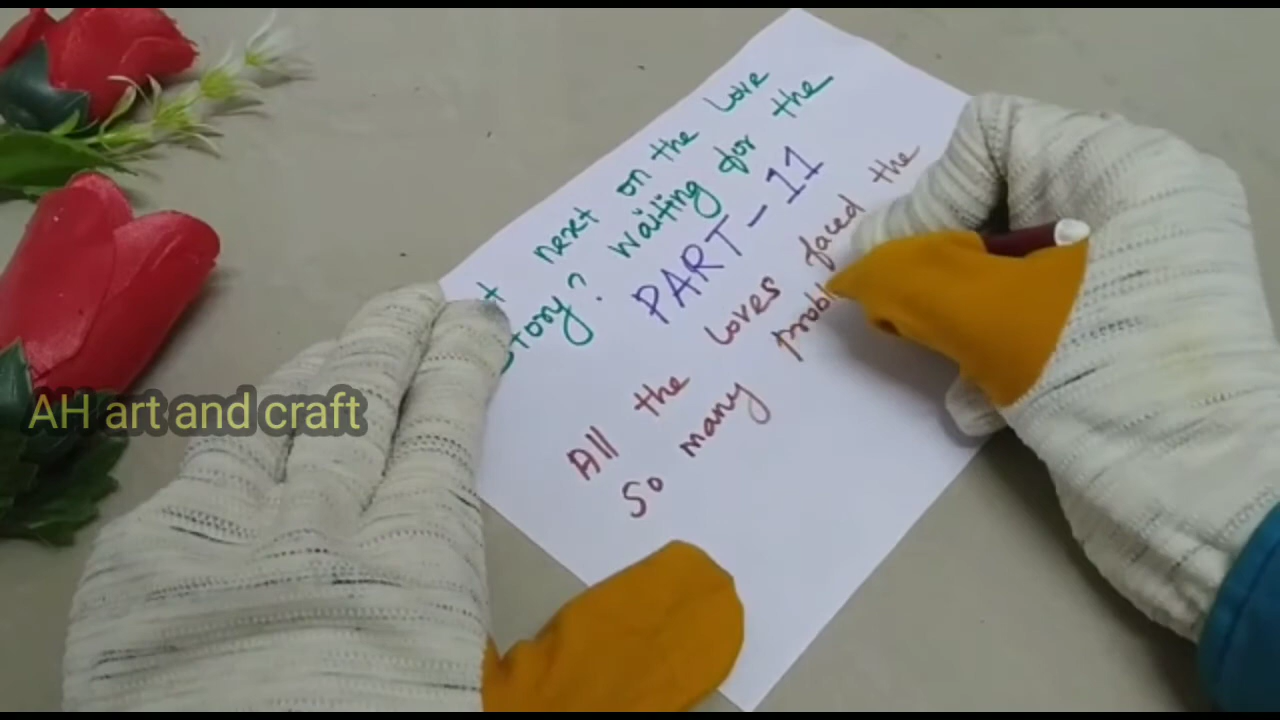 next on the love
story? waiting for the
PART-11
All the loves faced the
So many
AH art and craft